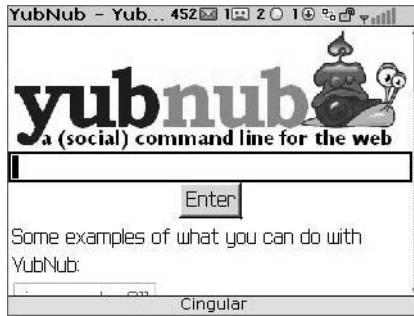 YubNub - Yub... 452 1 2 1
yubnub
a (social) command line for the web
Enter
Some examples of what you can do with
YubNub:
Cingular